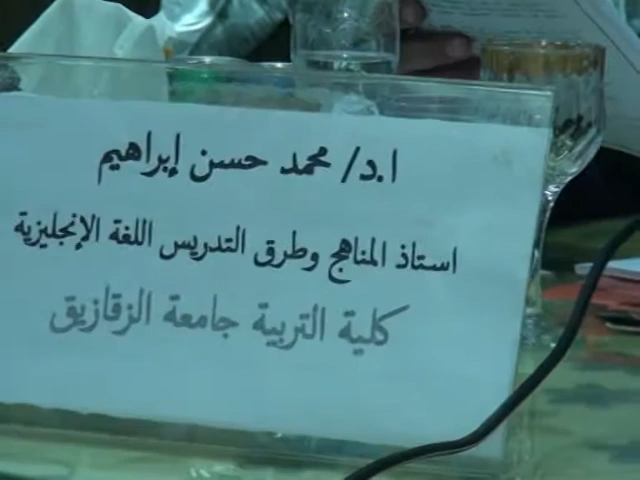 ا.د/ محمد حسن إبراهيم
استاذ المناهج وطرق التدريس اللغة الإنجليزية
كلية التربية جامعة الزقازيق